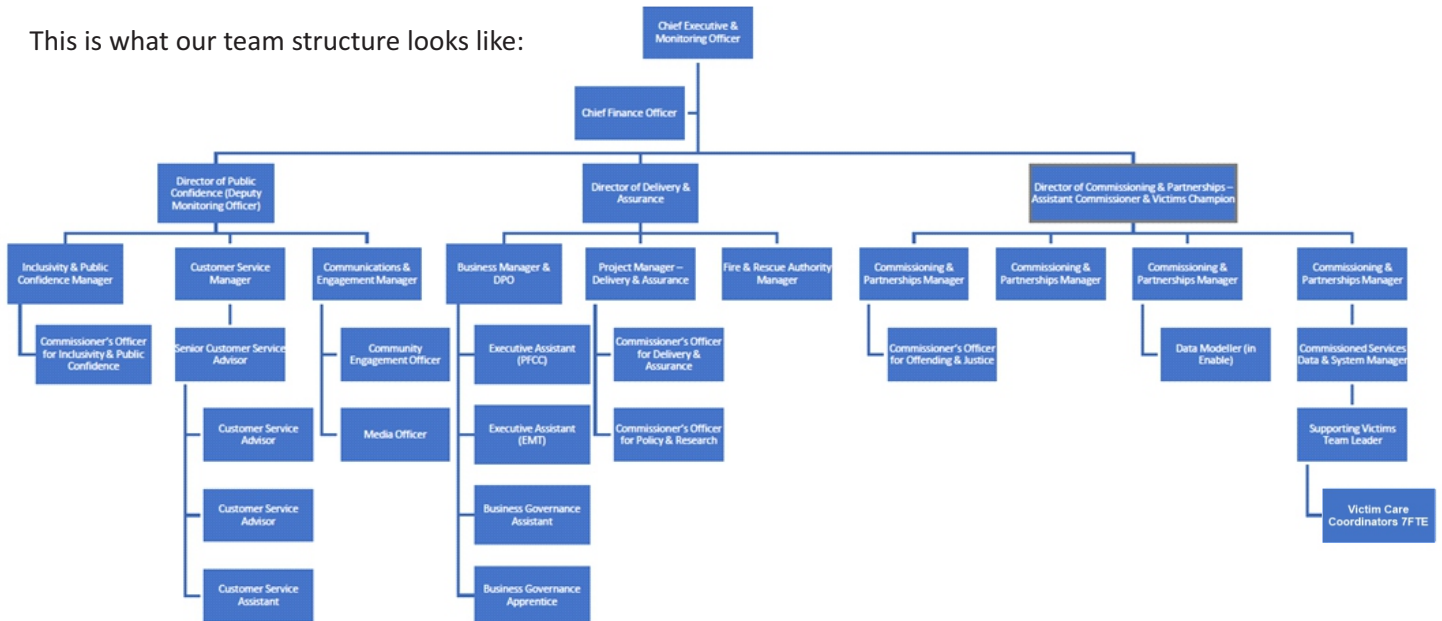 This is what our team structure looks like:
Chief Executive &
Monitoring Officer
Chief Finance Officer
Director of Public
Confidence (Deputy
Monitoring Officer)
Director of Delivery &
Assurance
Director of Commissioning & Partnerships –
Assistant Commissioner & Victims Champion
Inclusivity & Public
Confidence Manager
Customer Service
Manager
Communications &
Engagement Manager
Business Manager &
DPO
Project Manager –
Delivery & Assurance
Fire & Rescue Authority
Manager
Commissioning &
Partnerships Manager
Commissioning &
Partnerships Manager
Commissioning &
Partnerships Manager
Commissioning &
Partnerships Manager
Commissioner's Officer
for Inclusivity & Public
Confidence
Senior Customer Service
Advisor
Community
Engagement Officer
Executive Assistant
(PFCC)
Commissioner's Officer
for Delivery &
Assurance
Commissioner's Officer
for Offending & Justice
Data Modeller (in
Enable)
Commissioned Services
Data & System Manager
Customer Service
Advisor
Media Officer
Executive Assistant
(EMT)
Commissioner's Officer
for Policy & Research
Supporting Victims
Team Leader
Customer Service
Advisor
Business Governance
Assistant
Victim Care
Coordinators 7FTE
Customer Service
Assistant
Business Governance
Apprentice